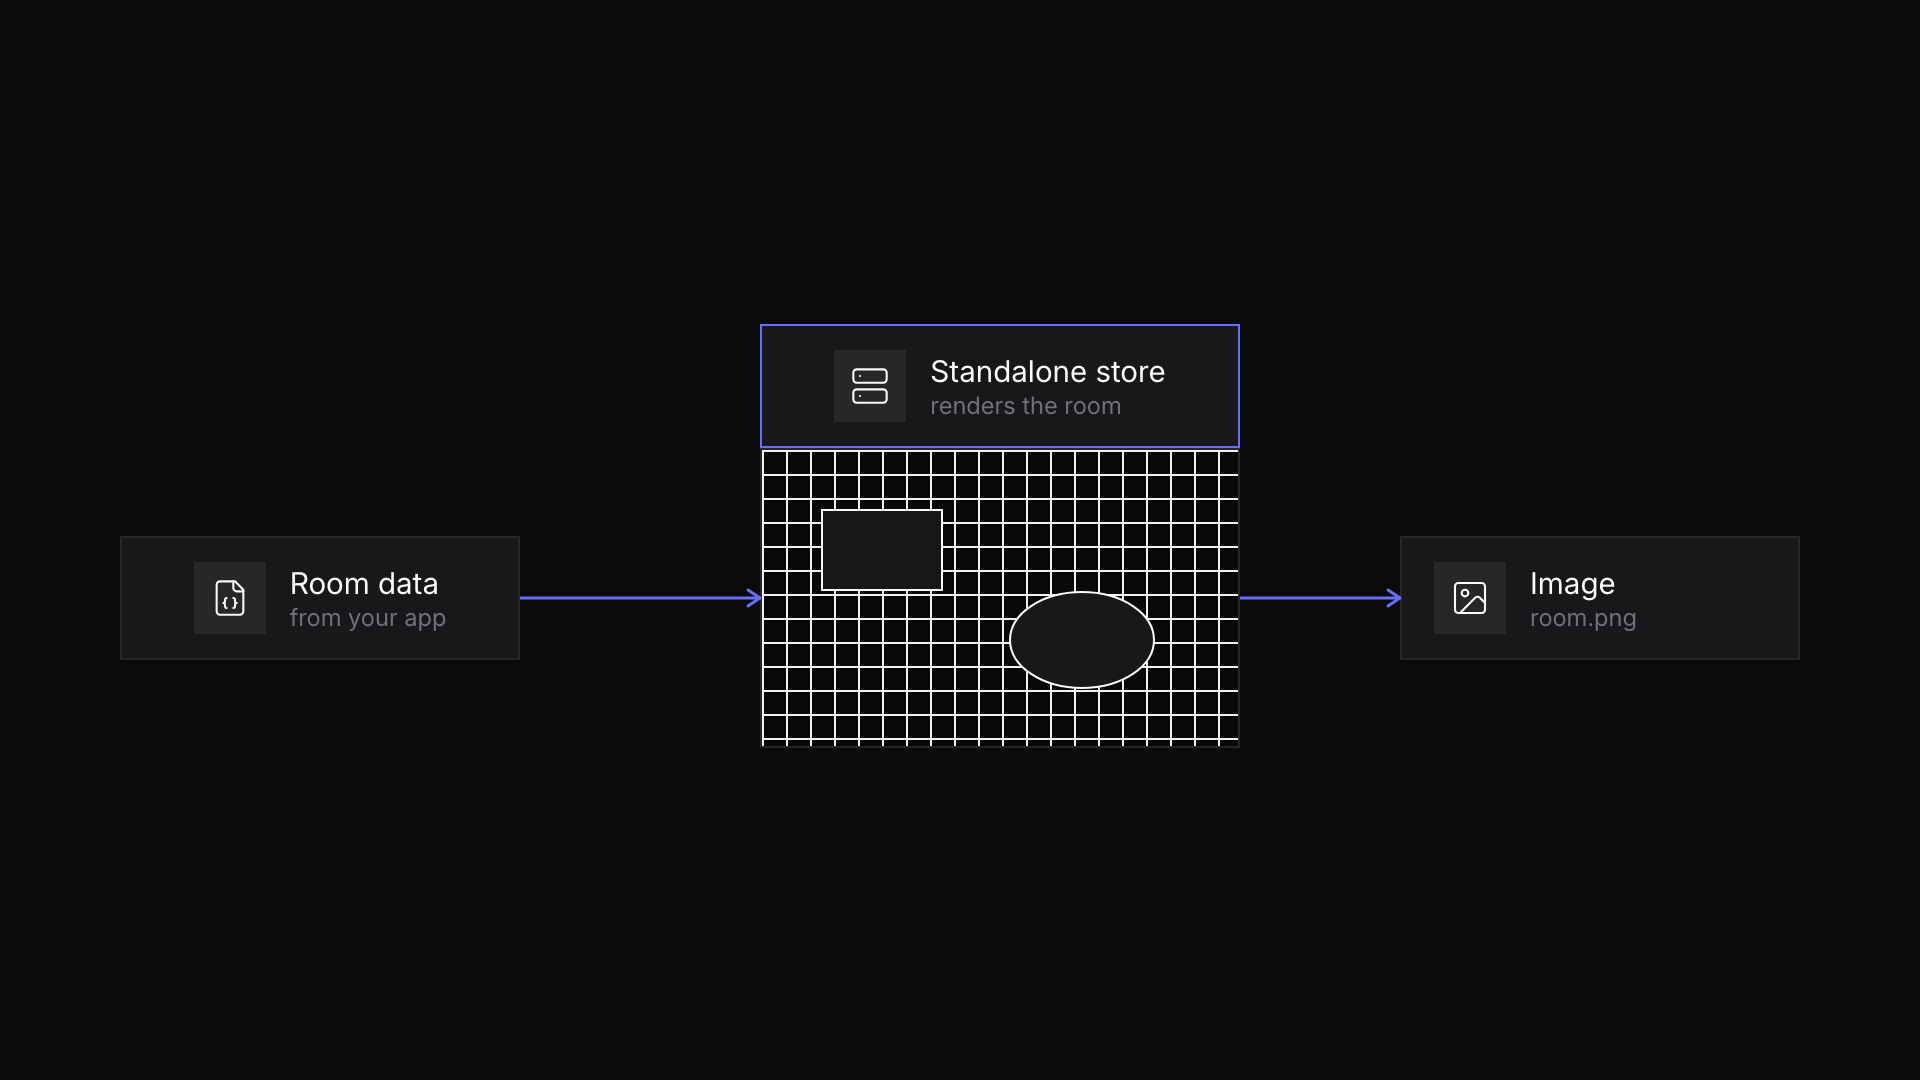 Standalone store
renders the room
Room data
from your app
Image
room.png